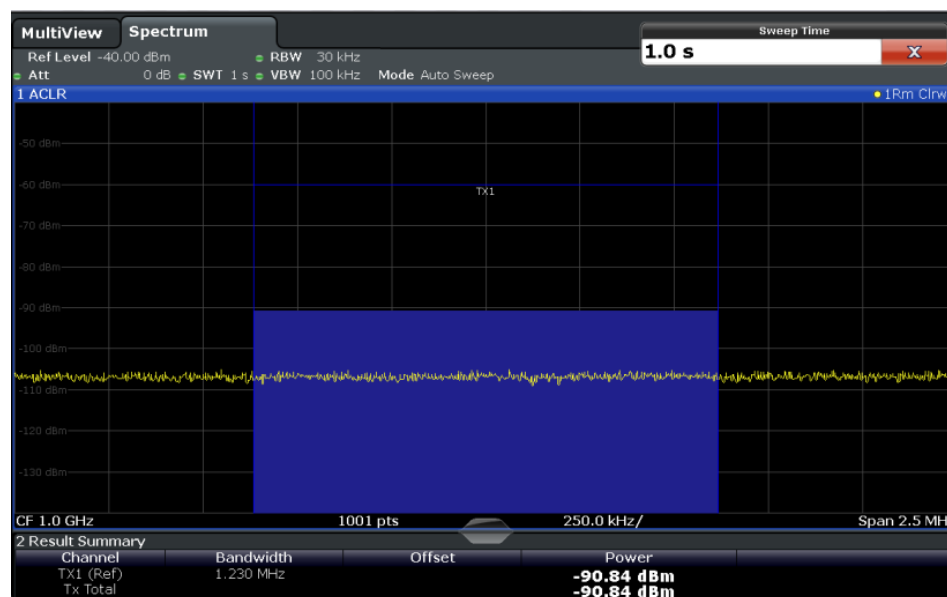 MultiView Spectrum
Sweep Time
1.0 s X
Ref Level -40.00 dBm RBW 30 kHz
Att 0 dB SWT 1 s VBW 100 kHz Mode Auto Sweep
1 ACLR 1Rm Clrw
-50 dBm
-60 dBm
TX1
-70 dBm
-80 dBm
-90 dBm
-100 dBm
-110 dBm
-120 dBm
-130 dBm
CF 1.0 GHz 1001 pts 250.0 kHz/ Span 2.5 MH
2 Result Summary
Channel Bandwidth Offset Power
TX1 (Ref) 1.230 MHz -90.84 dBm
Tx Total -90.84 dBm